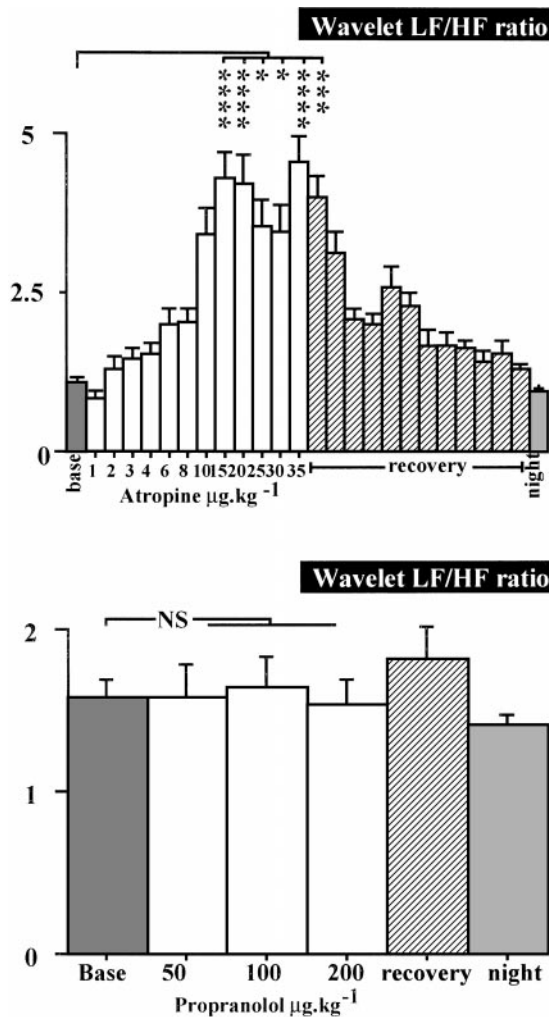 Wavelet LF/HF ratio
* * * * * *
* * * *
* * * *
* * *
5
2.5
0
base 1 2 3 4 6 8 10 15 20 25 30 35 recovery night
Atropine µg.kg -1
Wavelet LF/HF ratio
NS
2
1
0
Base 50 100 200 recovery night
Propranolol µg.kg-1